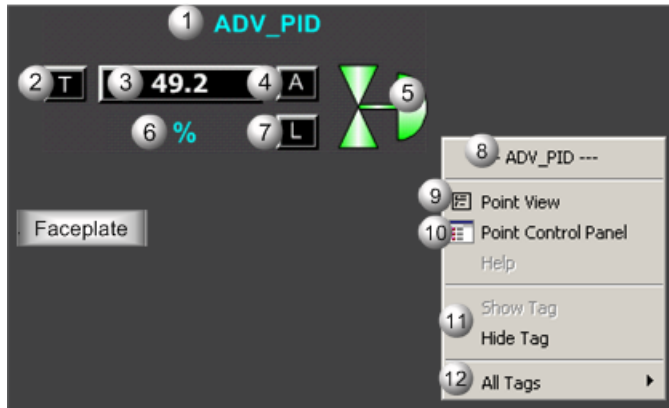 1 ADV_PID
2 T 3 49.2 4 A 5
6 % 7 L
8 - ADV_PID ---
9 Point View
Faceplate
10 Point Control Panel
Help
Show Tag
11
Hide Tag
12 All Tags